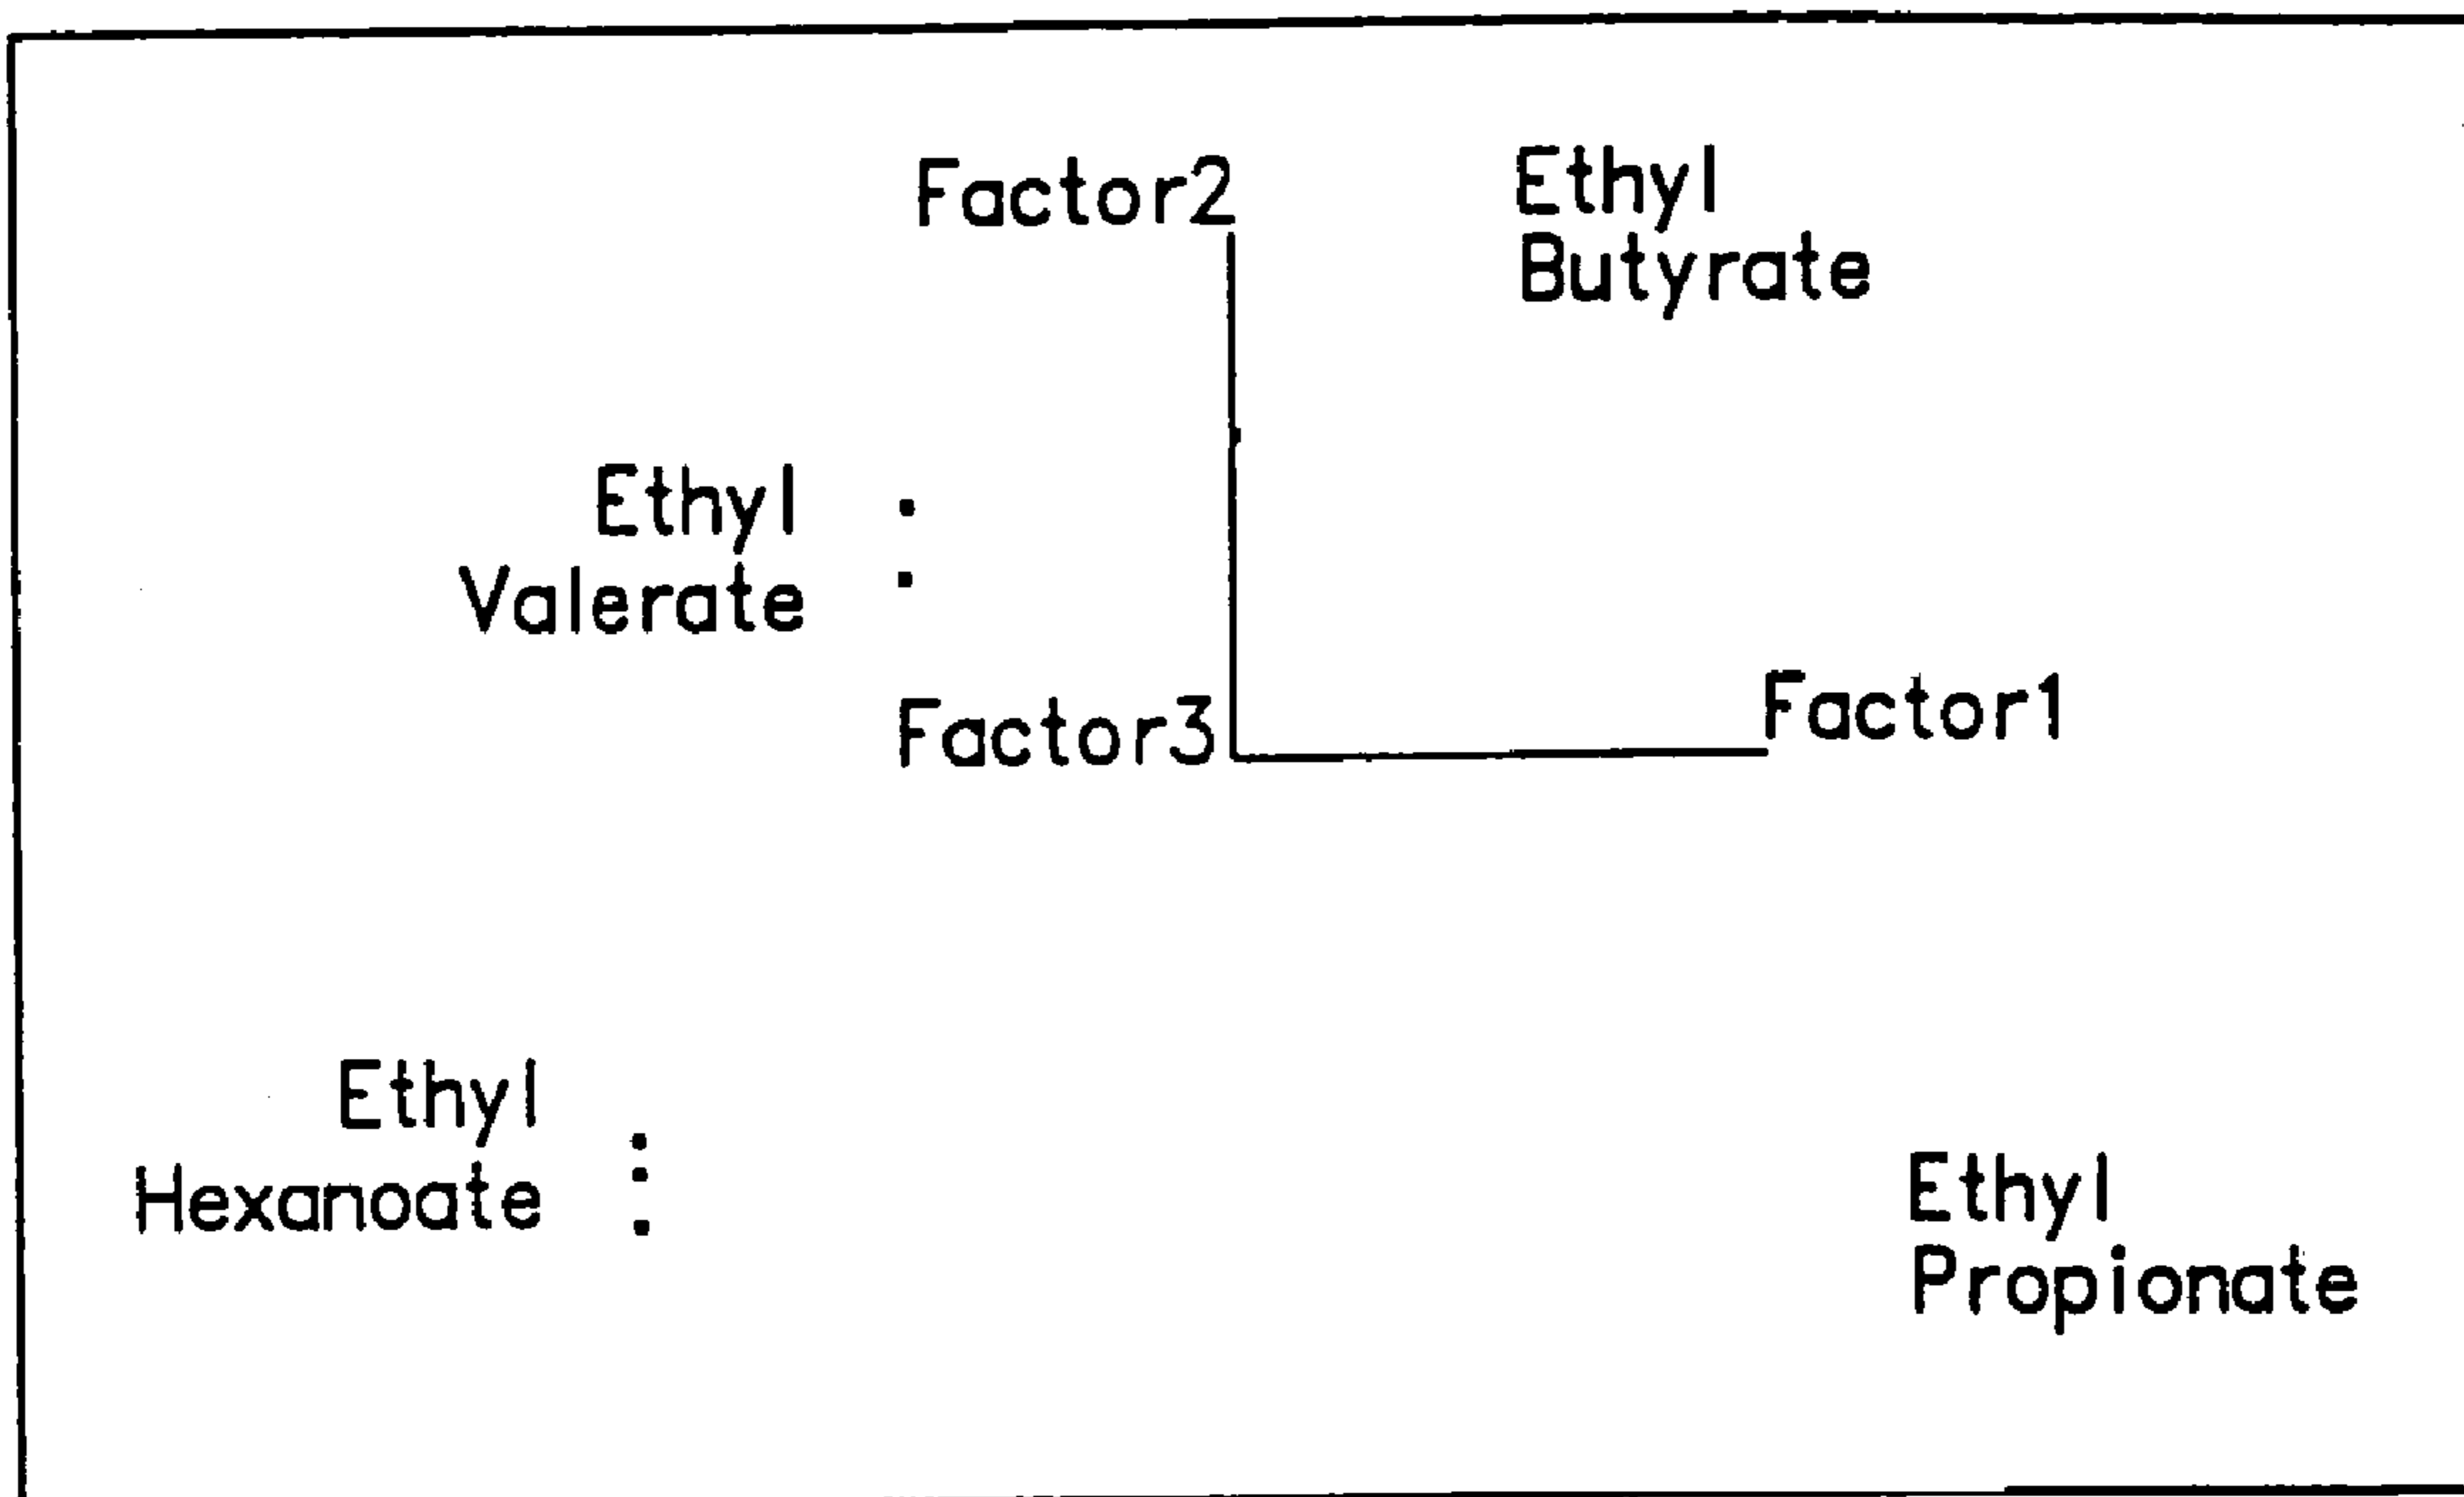 Factor2
Ethyl
Butyrate
Ethyl
Valerate
Factor3
Factor1
Ethyl
Hexanoate
Ethyl
Propionate